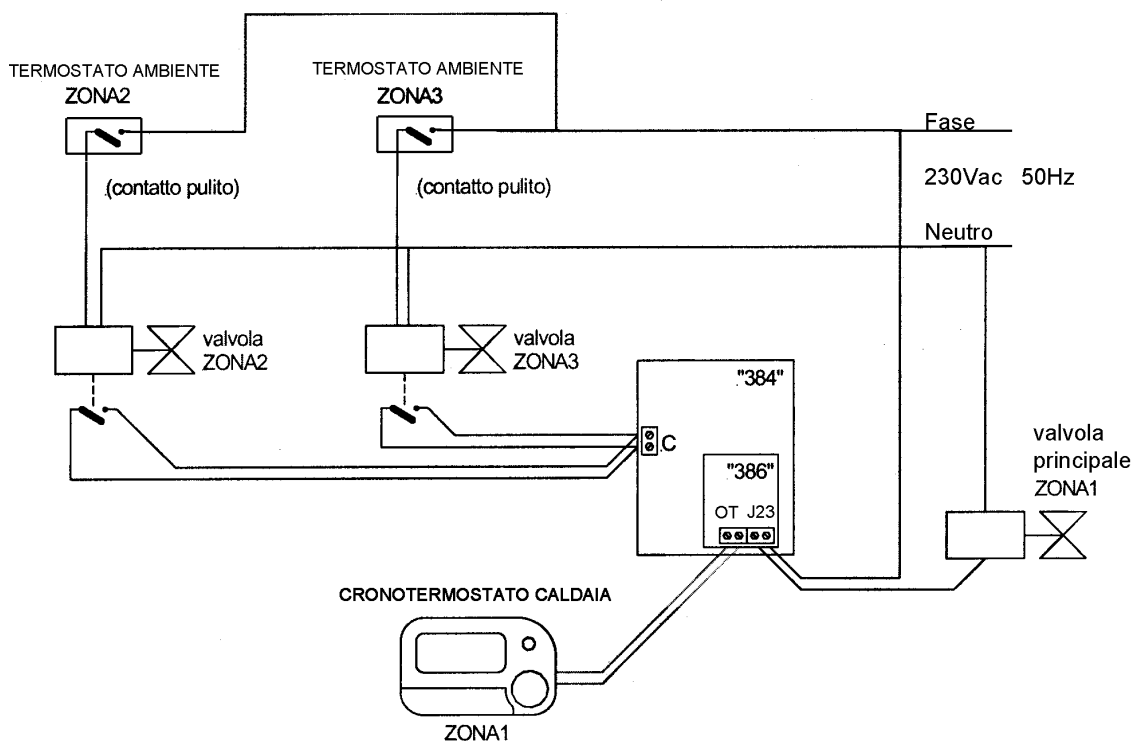 TERMOSTATO AMBIENTE
ZONA2
TERMOSTATO AMBIENTE
ZONA3
Fase
(contatto pulito)
(contatto pulito)
230Vac 50Hz
Neutro
valvola
ZONA2
valvola
ZONA3
"384"
C
"386"
OT J23
valvola
principale
ZONA1
CRONOTERMOSTATO CALDAIA
ZONA1